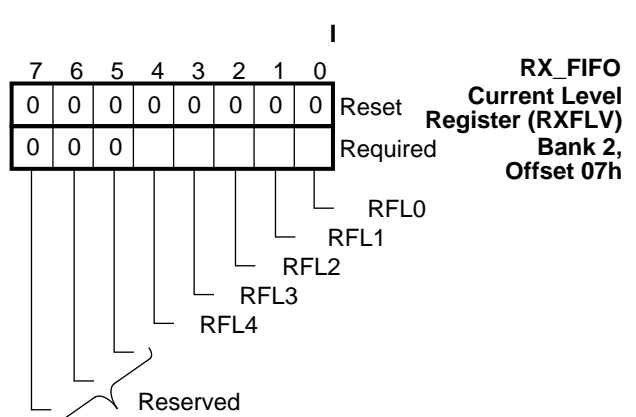 I
7 6 5 4 3 2 1 0
0 0 0 0 0 0 0 0 Reset
0 0 0 Required
RX_FIFO
Current Level
Register (RXFLV)
Bank 2,
Offset 07h
RFL0
RFL1
RFL2
RFL3
RFL4
Reserved